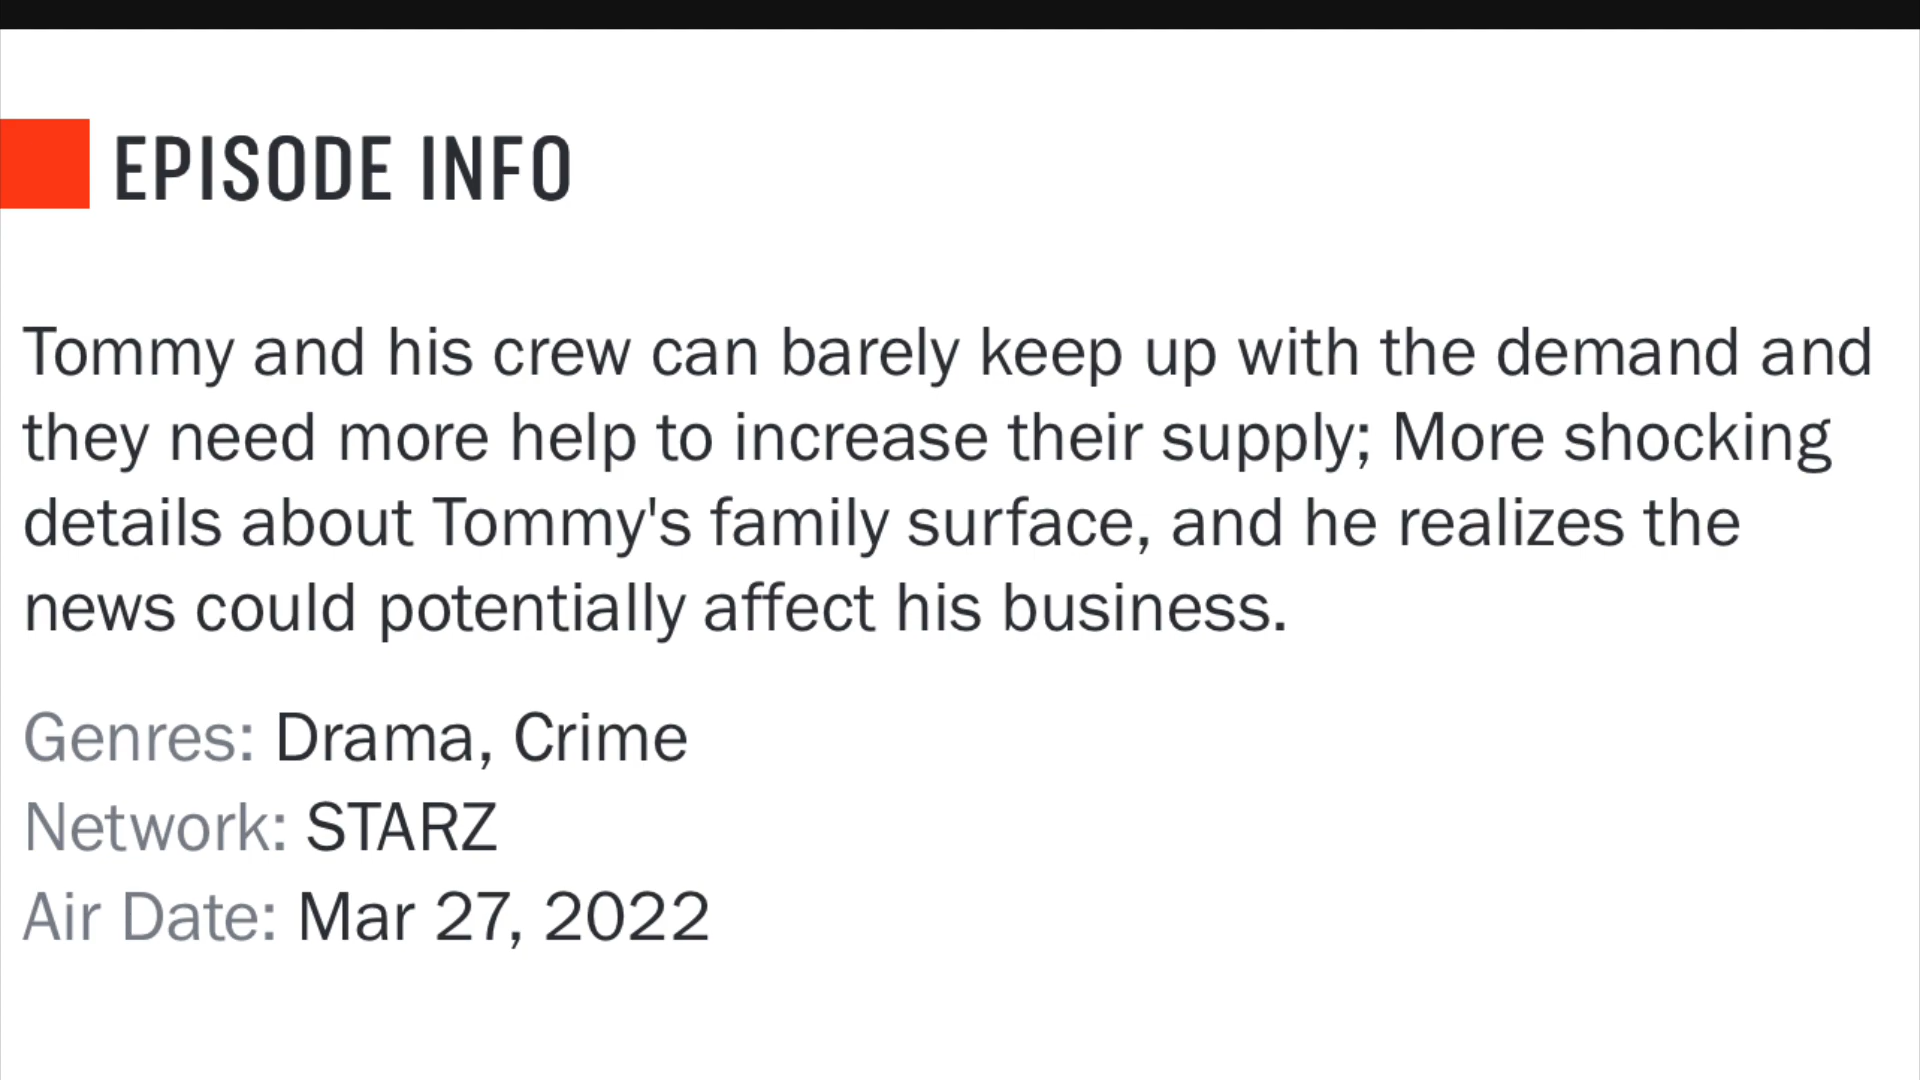 EPISODE INFO
Tommy and his crew can barely keep up with the demand and
they need more help to increase their supply; More shocking
details about Tommy's family surface, and he realizes the
news could potentially affect his business.
Genres: Drama, Crime
Network: STARZ
Air Date: Mar 27, 2022